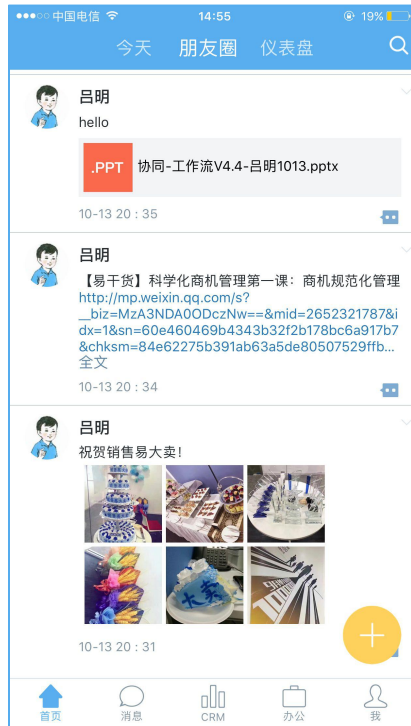 中国电信 14:55 19%
今天 朋友圈 仪表盘
吕明
hello
.PPT 协同-工作流V4.4-吕明1013.pptx
10-13 20 : 35
吕明
【易干货】科学化商机管理第一课：商机规范化管理
http://mp.weixin.qq.com/s?
__biz=MzA3NDA0ODczNw==&mid=2652321787&i
dx=1&sn=60e460469b4343b32f2b178bc6a917b7
&chksm=84e62275b391ab63a5de80507529ffb...
全文
10-13 20 : 34
吕明
祝贺销售易大卖!
大卖
10-13 20 : 31
首页 消息 CRM 办公 我